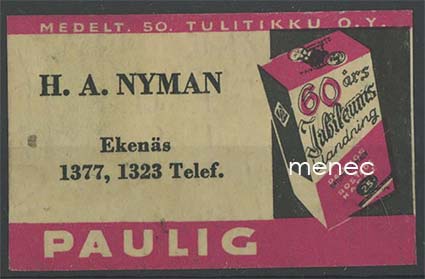 MEDELT. 50. TULITIKKU O.Y.
H. A. NYMAN
Ekenäs
1377, 1323 Telef.
60
års
Jubileums
blandning
menec
PAULIG